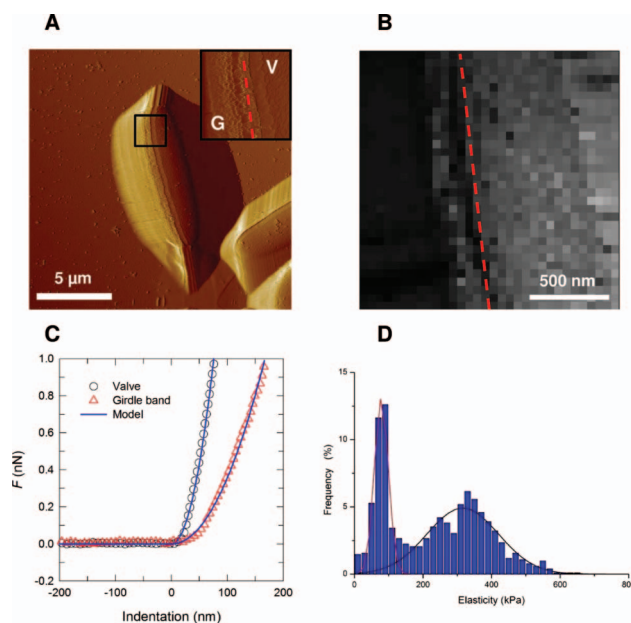 A
B
V
G
5 µm
500 nm
C
D
1.0
0.8
0.6
0.4
0.2
0.0
-0.2
F (nN)
Valve
Girdle band
Model
-200
-100
0
100
200
Indentation (nm)
15
10
5
0
Frequency (%)
0
200
400
600
80
Elasticity (kPa)